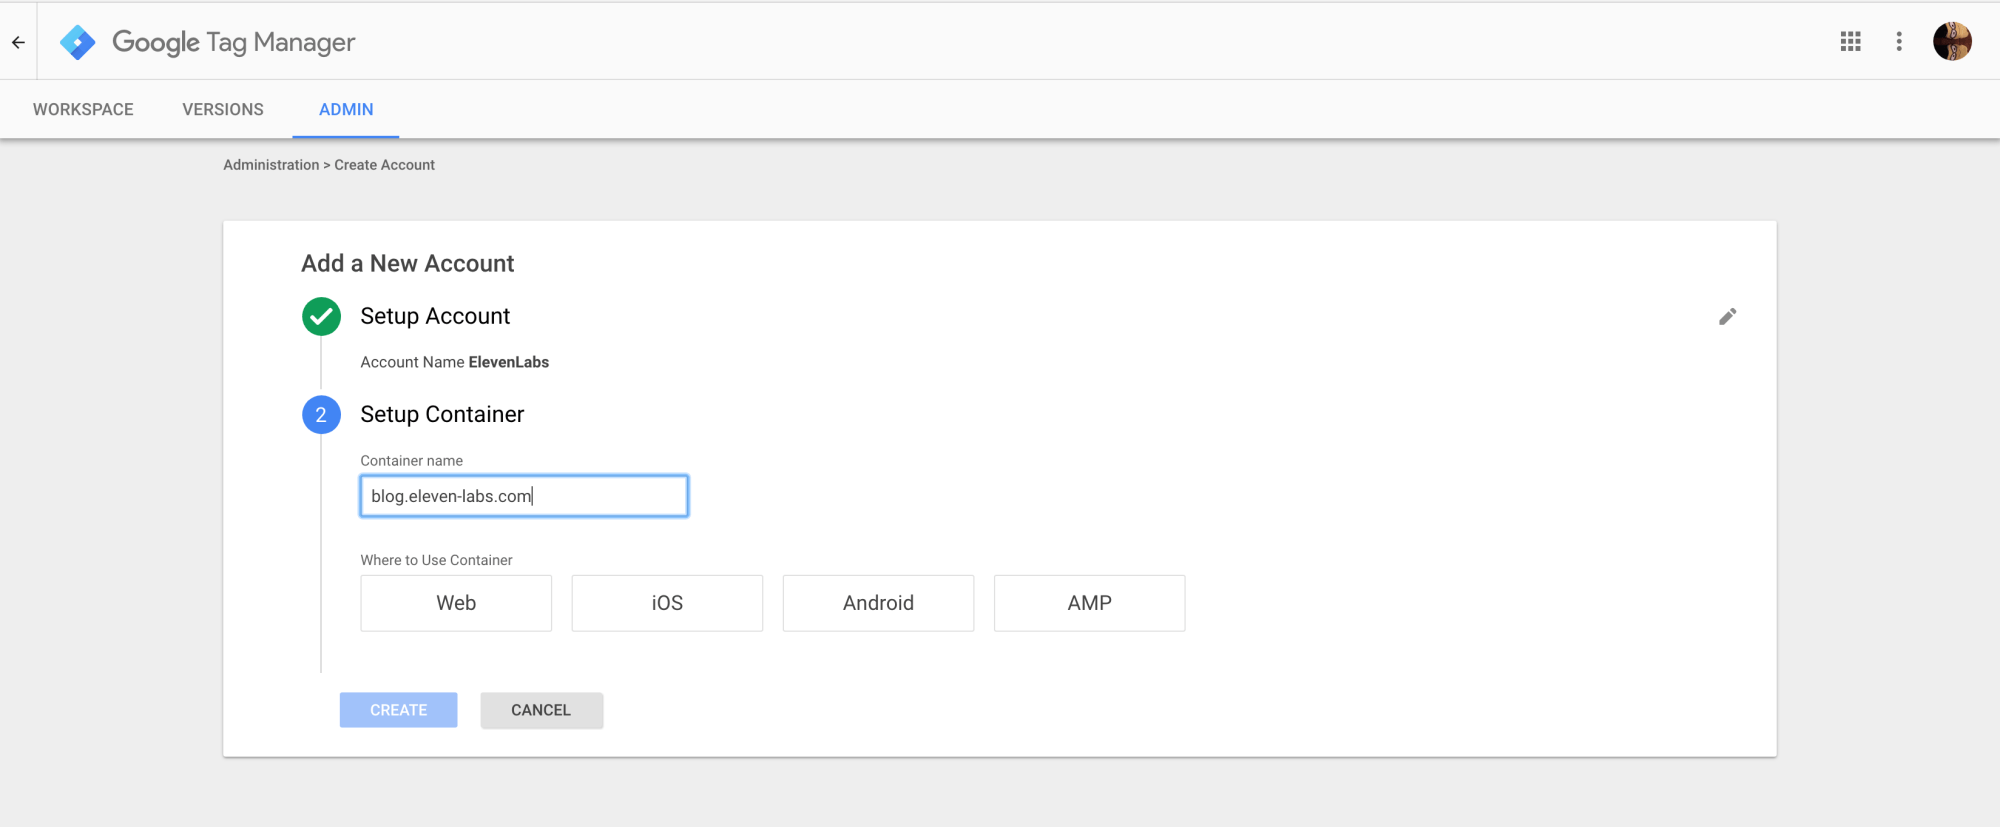 Google Tag Manager
WORKSPACE VERSIONS ADMIN
Administration > Create Account
Add a New Account
Setup Account
Account Name ElevenLabs
2 Setup Container
Container name
blog.eleven-labs.com
Where to Use Container
Web iOS Android AMP
CREATE CANCEL